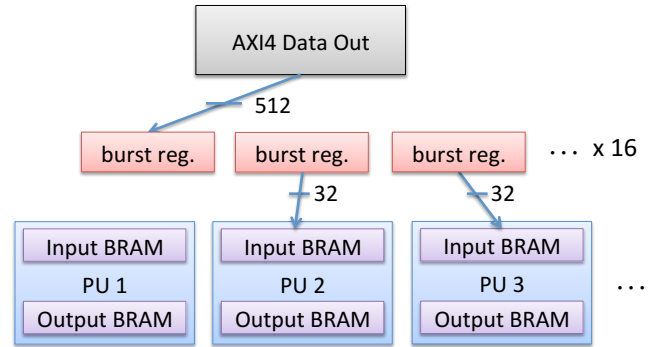 AXI4 Data Out
512
burst reg. burst reg. burst reg. ... x 16
32 32
Input BRAM Input BRAM Input BRAM
PU 1 PU 2 PU 3 ...
Output BRAM Output BRAM Output BRAM